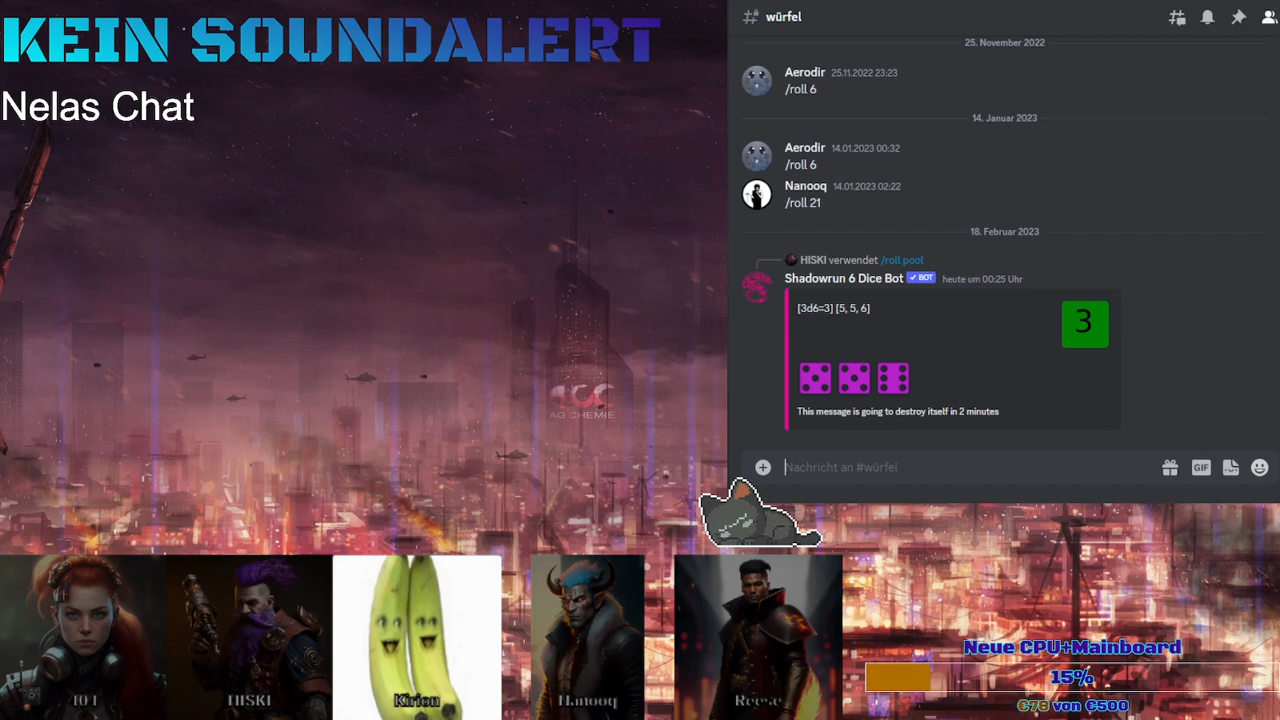 KEIN SOUNDALERT
Nelas Chat
würfel
25. November 2022
Aerodir 25.11.2022 23:23
/roll 6
14. Januar 2023
Aerodir 14.01.2023 00:32
/roll 6
Nanooq 14.01.2023 02:22
/roll 21
18. Februar 2023
HISKI verwendet /roll pool
Shadowrun 6 Dice Bot BOT heute um 00:25 Uhr
[3d6=3] [5, 5, 6]
3
This message is going to destroy itself in 2 minutes
Nachricht an #würfel
GIF
AG CHEMIE
HISKI
Kirion
Nanooq
Reese
Neue CPU+Mainboard
15%
€78 von €500